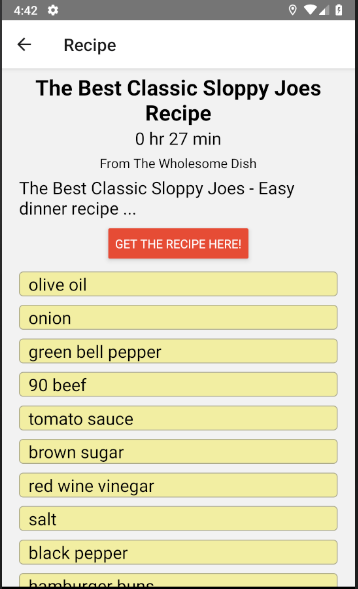 4:42
Recipe
The Best Classic Sloppy Joes
Recipe
0 hr 27 min
From The Wholesome Dish
The Best Classic Sloppy Joes - Easy
dinner recipe ...
GET THE RECIPE HERE!
olive oil
onion
green bell pepper
90 beef
tomato sauce
brown sugar
red wine vinegar
salt
black pepper
hamburger buns